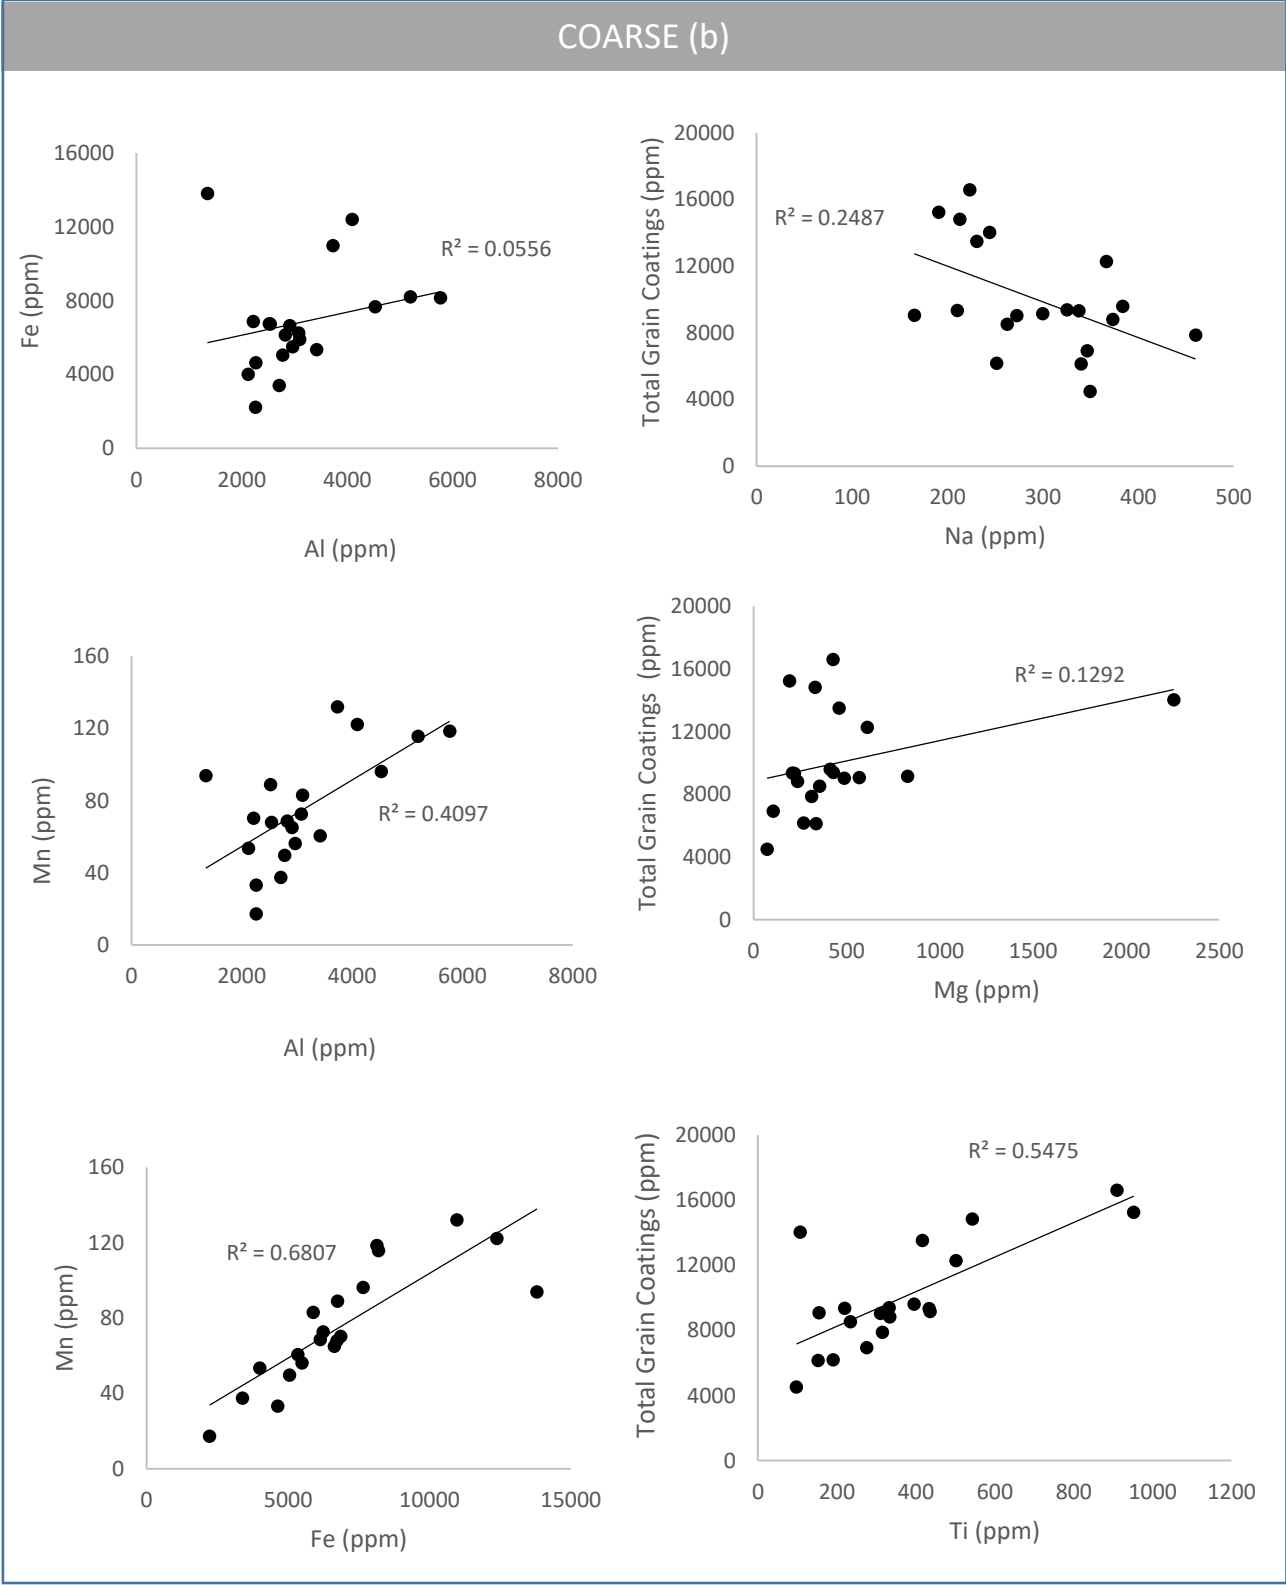 COARSE (b)
16000
12000
8000
4000
0
Fe (ppm)
R² = 0.0556
0 2000 4000 6000 8000
Al (ppm)
20000
16000
12000
8000
4000
0
Total Grain Coatings (ppm)
R² = 0.2487
0 100 200 300 400 500
Na (ppm)
160
120
80
40
0
Mn (ppm)
R² = 0.4097
0 2000 4000 6000 8000
Al (ppm)
20000
16000
12000
8000
4000
0
Total Grain Coatings (ppm)
R² = 0.1292
0 500 1000 1500 2000 2500
Mg (ppm)
160
120
80
40
0
Mn (ppm)
R² = 0.6807
0 5000 10000 15000
Fe (ppm)
20000
16000
12000
8000
4000
0
Total Grain Coatings (ppm)
R² = 0.5475
0 200 400 600 800 1000 1200
Ti (ppm)